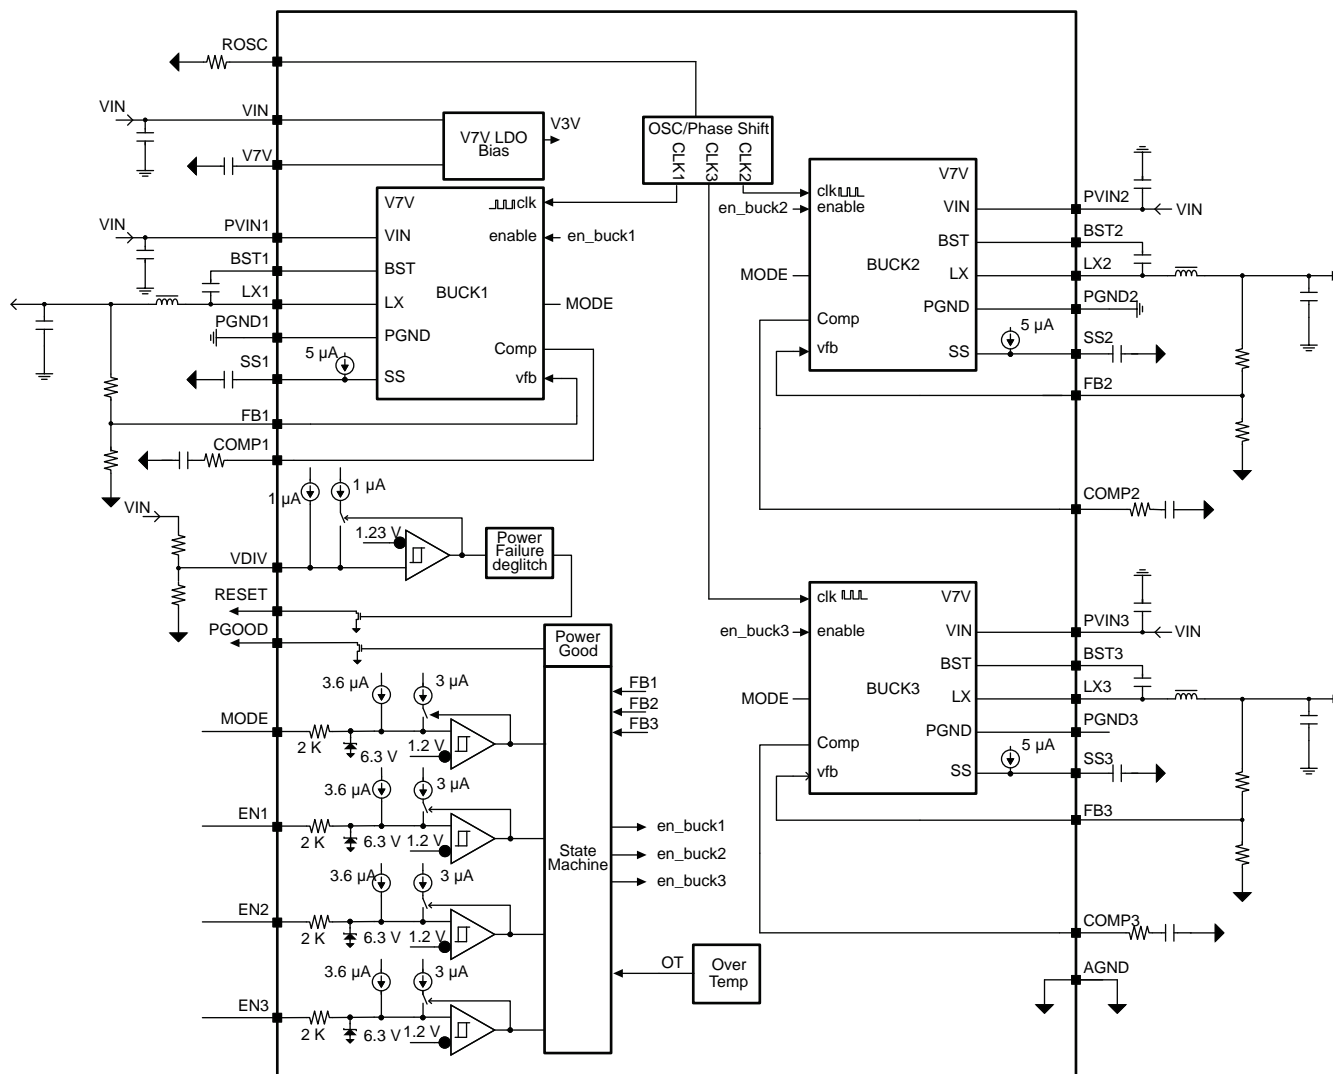 ROSC
VIN
VIN
V7V
V7V LDO
Bias
V3V
OSC/Phase Shift
CLK1
CLK3
CLK2
V7V
clk
VIN
PVIN1
VIN
enable
en_buck1
BST1
BST
BUCK1
LX1
LX
MODE
PGND1
PGND
Comp
5 µA
SS1
SS
vfb
FB1
COMP1
V7V
clk
en_buck2
enable
VIN
PVIN2
VIN
BST
BST2
MODE
BUCK2
LX
LX2
PGND
PGND2
Comp
5 µA
vfb
SS
SS2
FB2
COMP2
1 µA
1 µA
VIN
1.23 V
Power
Failure
deglitch
VDIV
RESET
PGOOD
Power
Good
clk
V7V
en_buck3
enable
VIN
PVIN3
VIN
BST
BST3
MODE
BUCK3
LX
LX3
PGND
PGND3
Comp
5 µA
vfb
SS
SS3
FB3
COMP3
AGND
3.6 µA
3 µA
MODE
2 K
6.3 V
1.2 V
FB1
FB2
FB3
3.6 µA
3 µA
EN1
2 K
6.3 V
1.2 V
State
Machine
en_buck1
en_buck2
en_buck3
3.6 µA
3 µA
EN2
2 K
6.3 V
1.2 V
OT
Over
Temp
3.6 µA
3 µA
EN3
2 K
6.3 V
1.2 V